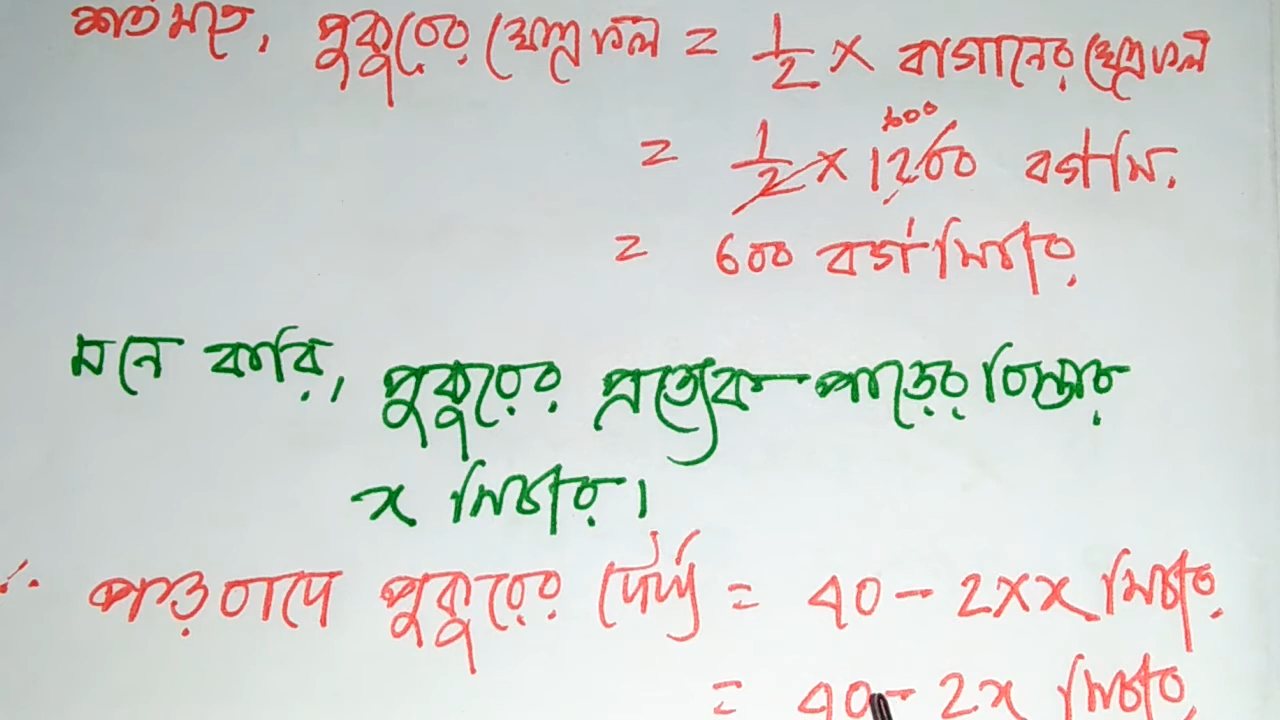 শর্তমতে, পুকুরের ক্ষেত্রফল = 1/2 × বাগানের ক্ষেত্রফল
600
= 1/2 × 1200 বর্গমি.
= 600 বর্গমিটার
মনে করি, পুকুরের প্রত্যেক পাড়ের বিস্তার
x মিটার।
∴ পাড় বাদে পুকুরের দৈর্ঘ্য = 40 - 2×x মিটার
= 40 - 2x মিটার